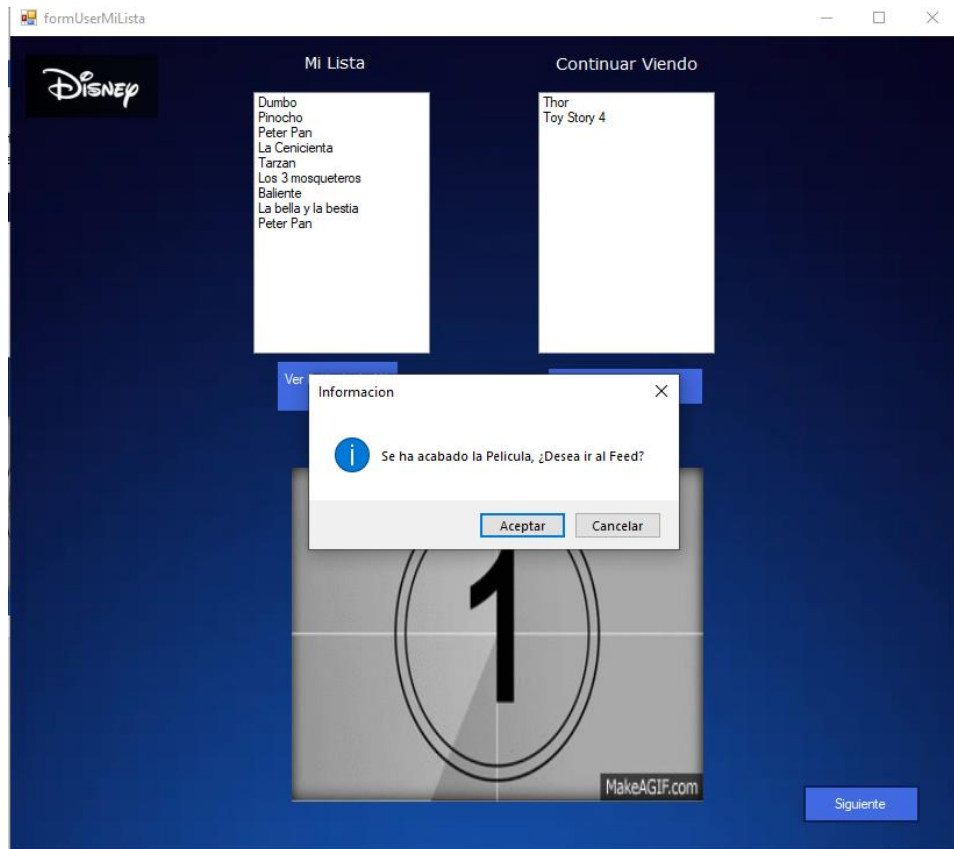 formUserMiLista
Disney
Mi Lista
Continuar Viendo
Dumbo
Pinocho
Peter Pan
La Cenicienta
Tarzan
Los 3 mosqueteros
Baliente
La bella y la bestia
Peter Pan
Thor
Toy Story 4
Ver
Informacion
Se ha acabado la Pelicula, ¿Desea ir al Feed?
Aceptar
Cancelar
1
MakeAGIF.com
Siguiente